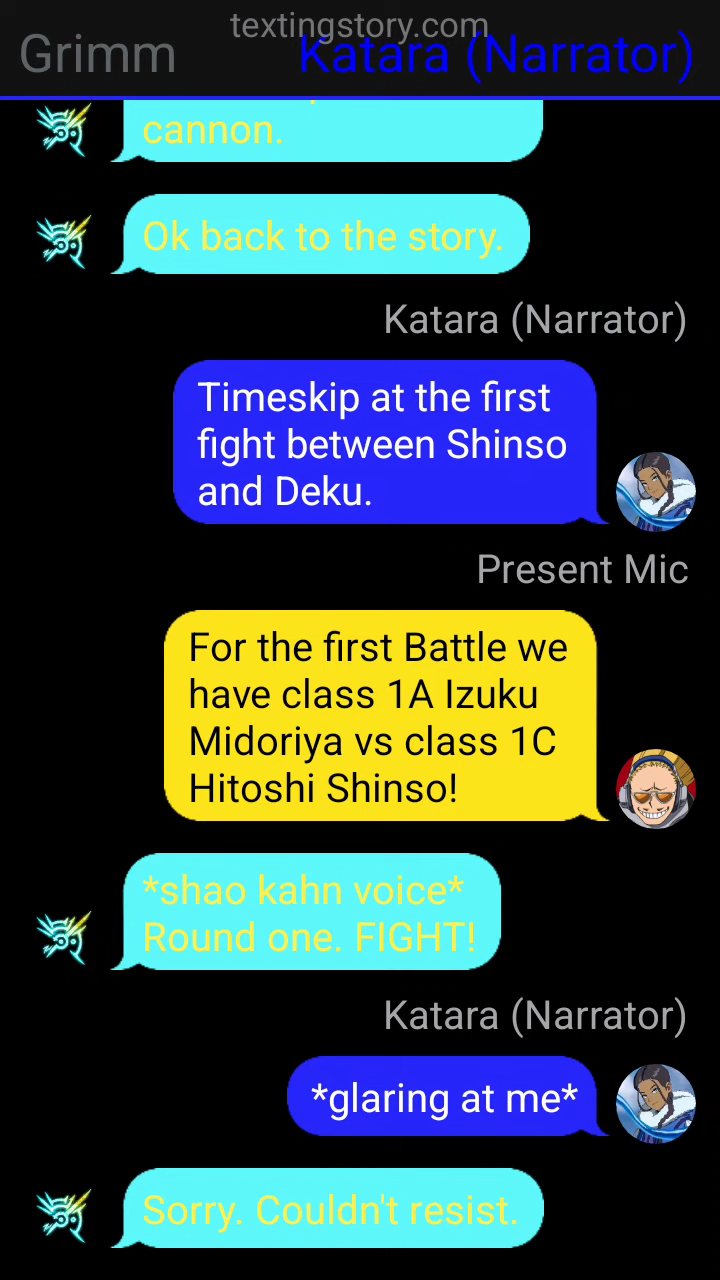 textingstory.com
Grimm
Katara (Narrator)
cannon.
Ok back to the story.
Katara (Narrator)
Timeskip at the first
fight between Shinso
and Deku.
Present Mic
For the first Battle we
have class 1A Izuku
Midoriya vs class 1C
Hitoshi Shinso!
*shao kahn voice*
Round one. FIGHT!
Katara (Narrator)
*glaring at me*
Sorry. Couldn't resist.